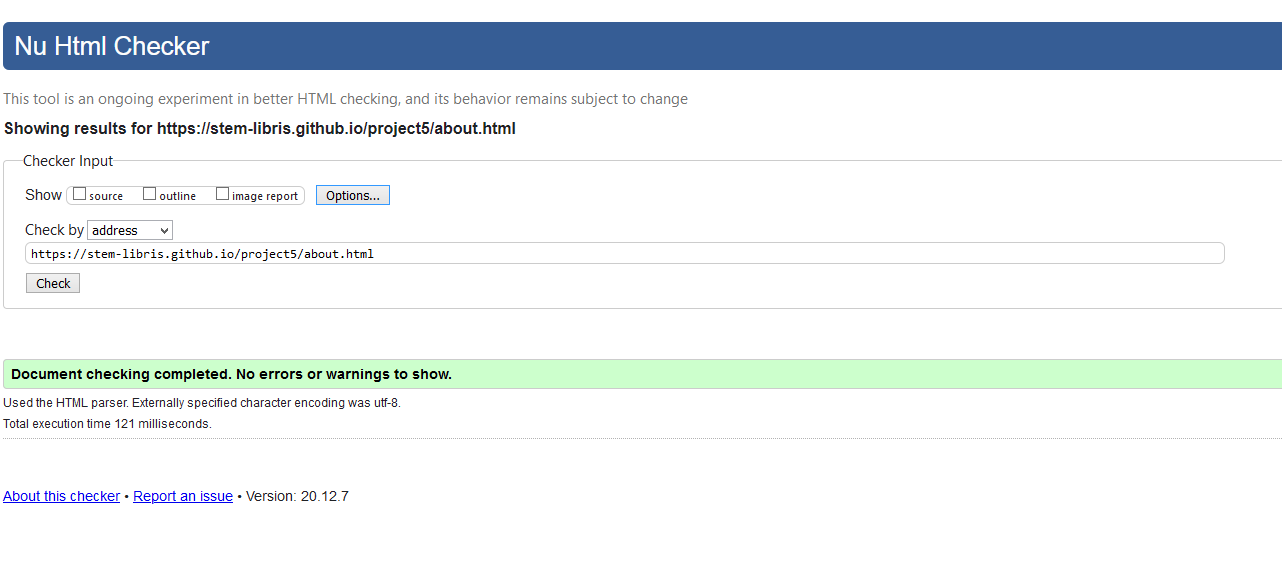 Nu Html Checker
This tool is an ongoing experiment in better HTML checking, and its behavior remains subject to change
Showing results for https://stem-libris.github.io/project5/about.html
Checker Input
Show source outline image report Options...
Check by address
https://stem-libris.github.io/project5/about.html
Check
Document checking completed. No errors or warnings to show.
Used the HTML parser. Externally specified character encoding was utf-8.
Total execution time 121 milliseconds.
About this checker • Report an issue • Version: 20.12.7